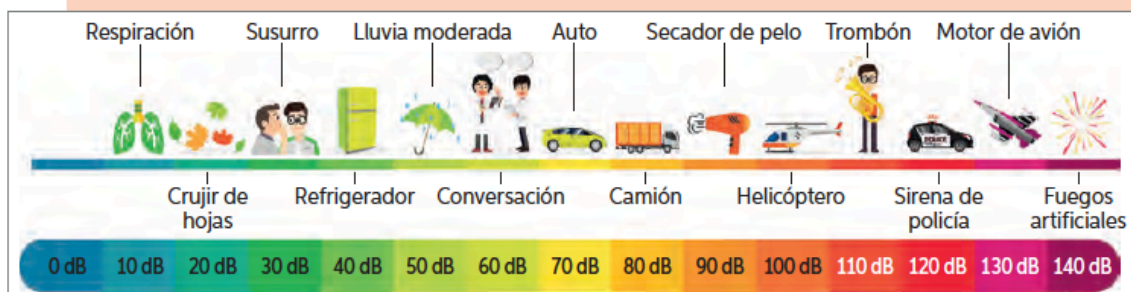 Respiración Susurro Lluvia moderada Auto Secador de pelo Trombón Motor de avión
Crujir de hojas Refrigerador Conversación Camión Helicóptero Sirena de policía Fuegos artificiales
0 dB 10 dB 20 dB 30 dB 40 dB 50 dB 60 dB 70 dB 80 dB 90 dB 100 dB 110 dB 120 dB 130 dB 140 dB